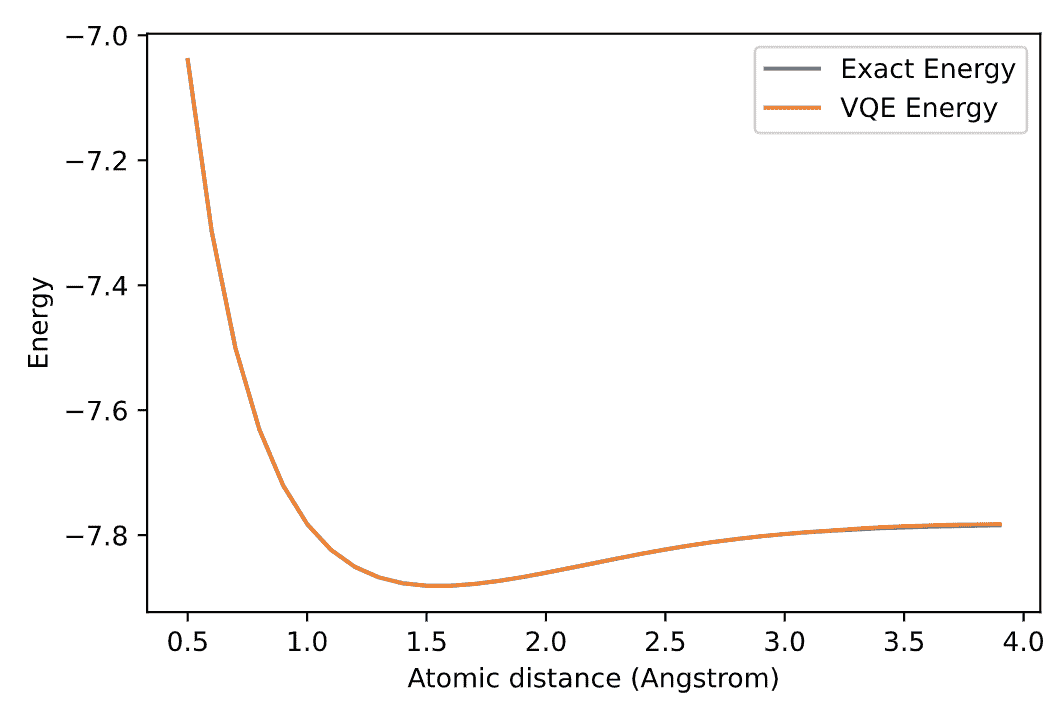 −7.0
−7.2
−7.4
−7.6
−7.8
Energy
Exact Energy
VQE Energy
0.5 1.0 1.5 2.0 2.5 3.0 3.5 4.0
Atomic distance (Angstrom)